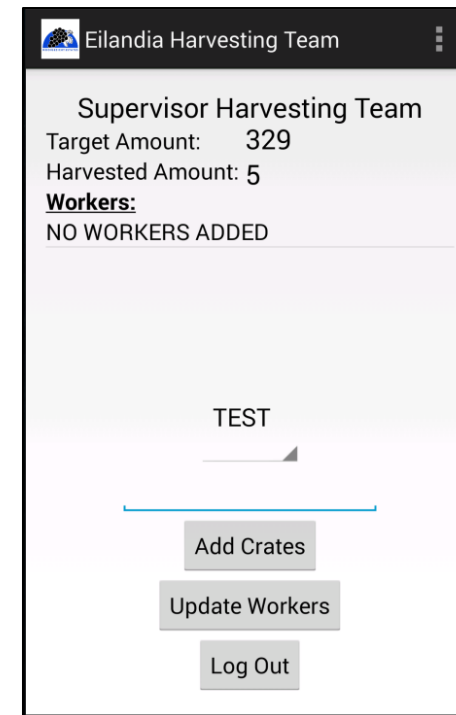 Eilandia Harvesting Team
Supervisor Harvesting Team
Target Amount: 329
Harvested Amount: 5
Workers:
NO WORKERS ADDED
TEST
Add Crates
Update Workers
Log Out